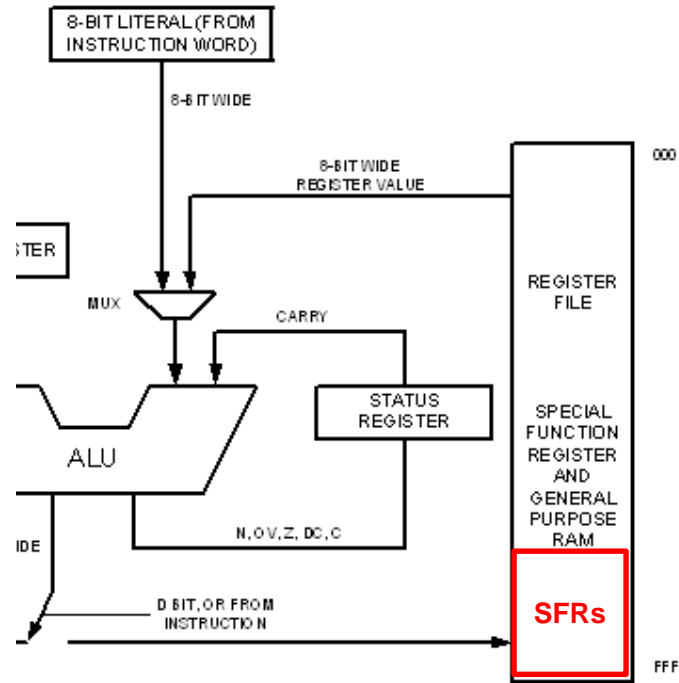 8-BIT LITERAL (FROM
INSTRUCTION WORD)
8-BIT WIDE
8-BIT WIDE
REGISTER VALUE
000
STER
REGISTER
FILE
MUX
CARRY
STATUS
REGISTER
SPECIAL
FUNCTION
REGISTER
AND
GENERAL
PURPOSE
RAM
ALU
N, OV, Z, DC, C
IDE
D BIT, OR FROM
INSTRUCTION
SFRs
FFF